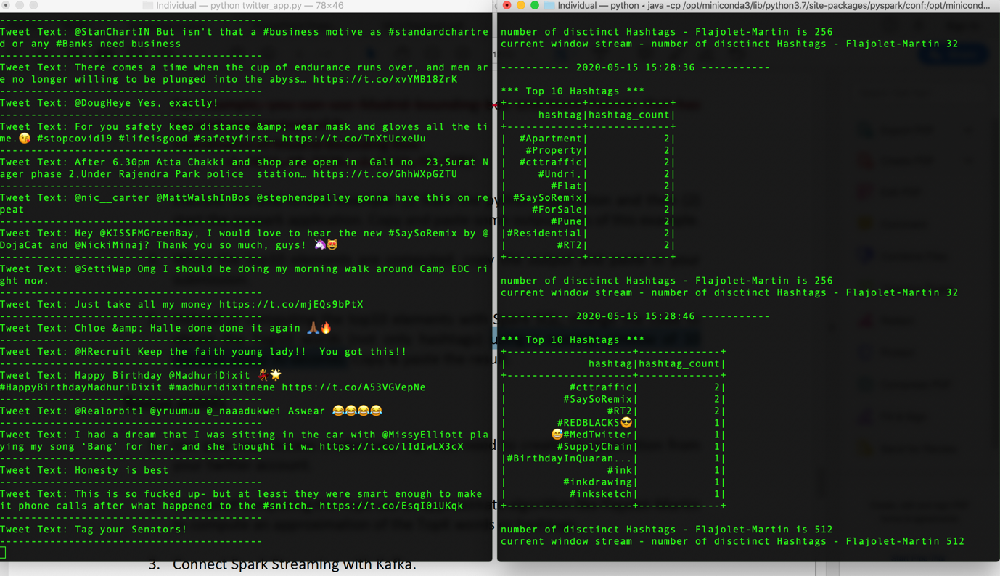 Individual — python twitter_app.py — 78×46
----------------------------------------
Tweet Text: @StanChartIN But isn't that a #business motive as #standardchartre
d or any #Banks need business
----------------------------------------
Tweet Text: There comes a time when the cup of endurance runs over, and men ar
e no longer willing to be plunged into the abyss… https://t.co/xvYMB18ZrK
----------------------------------------
Tweet Text: @DougHeye Yes, exactly!
----------------------------------------
Tweet Text: For you safety keep distance &amp; wear mask and gloves all the ti
me.😘 #stopcovid19 #lifeisgood #safetyfirst… https://t.co/TnXtUcxeUu
----------------------------------------
Tweet Text: After 6.30pm Atta Chakki and shop are open in  Gali no  23,Surat N
ager phase 2,Under Rajendra Park police  station… https://t.co/GhhWXpGZTU
----------------------------------------
Tweet Text: @nic__carter @MattWalshInBos @stephendpalley gonna have this on re
peat
----------------------------------------
Tweet Text: Hey @KISSFMGreenBay, I would love to hear the new #SaySoRemix by @
DojaCat and @NickiMinaj? Thank you so much, guys! 🦄😻
----------------------------------------
Tweet Text: @SettiWap Omg I should be doing my morning walk around Camp EDC ri
ght now.
----------------------------------------
Tweet Text: Just take all my money https://t.co/mjEQs9bPtX
----------------------------------------
Tweet Text: Chloe &amp; Halle done done it again 🙏🏾🔥
----------------------------------------
Tweet Text: @HRecruit Keep the faith young lady!!  You got this!!
----------------------------------------
Tweet Text: Happy Birthday @MadhuriDixit 💃🌟
#HappyBirthdayMadhuriDixit #madhuridixitnene https://t.co/A53VGVepNe
----------------------------------------
Tweet Text: @Realorbit1 @yruumuu @_naaadukwei Aswear 😂😂😂😂
----------------------------------------
Tweet Text: I had a dream that I was sitting in the car with @MissyElliott pla
ying my song ‘Bang’ for her, and she thought it w… https://t.co/lIdIwLX3cX
----------------------------------------
Tweet Text: Honesty is best
----------------------------------------
Tweet Text: This is so fucked up- but at least they were smart enough to make
it phone calls after what happened to the #snitch… https://t.co/EsqI01UKqk
----------------------------------------
Tweet Text: Tag your Senators!
----------------------------------------
3. Connect Spark Streaming with Kafka.
Individual — python ◂ java -cp /opt/miniconda3/lib/python3.7/site-packages/pyspark/conf:/opt/minicond...
number of disctinct Hashtags - Flajolet-Martin is 256
current window stream - number of disctinct Hashtags - Flajolet-Martin 32
----------- 2020-05-15 15:28:36 -----------
*** Top 10 Hashtags ***
+------------+-------------+
|     hashtag|hashtag_count|
+------------+-------------+
|  #Apartment|            2|
|   #Property|            2|
|  #cttraffic|            2|
|     #Undri,|            2|
|       #Flat|            2|
| #SaySoRemix|            2|
|    #ForSale|            2|
|       #Pune|            2|
|#Residential|            2|
|        #RT2|            2|
+------------+-------------+
number of disctinct Hashtags - Flajolet-Martin is 256
current window stream - number of disctinct Hashtags - Flajolet-Martin 32
----------- 2020-05-15 15:28:46 -----------
*** Top 10 Hashtags ***
+--------------------+-------------+
|             hashtag|hashtag_count|
+--------------------+-------------+
|          #cttraffic|            2|
|         #SaySoRemix|            2|
|                #RT2|            2|
|        #REDBLACKS😎|            1|
|       😅#MedTwitter|            1|
|        #SupplyChain|            1|
|#BirthdayInQuaran...|            1|
|                #ink|            1|
|         #inkdrawing|            1|
|          #inksketch|            1|
+--------------------+-------------+
number of disctinct Hashtags - Flajolet-Martin is 512
current window stream - number of disctinct Hashtags - Flajolet-Martin 512